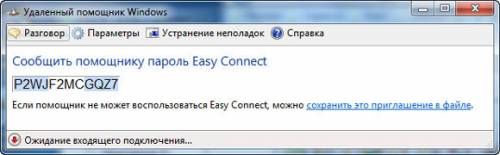 Удаленный помощник Windows
Разговор Параметры Устранение неполадок Справка
Сообщить помощнику пароль Easy Connect
P2WJF2MCGQZ7
Если помощник не может воспользоваться Easy Connect, можно сохранить это приглашение в файле.
Ожидание входящего подключения...